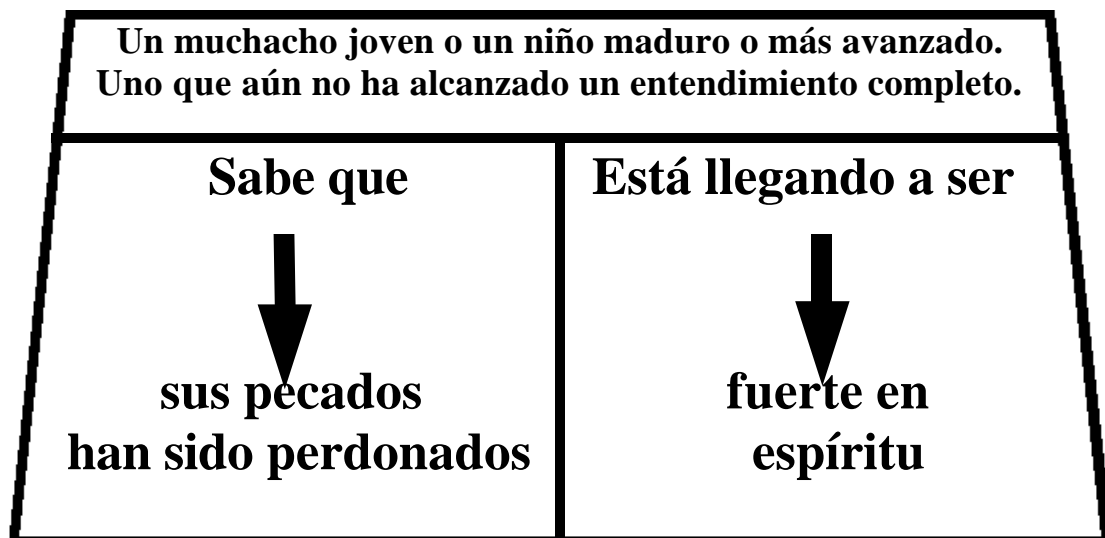 Un muchacho joven o un niño maduro o más avanzado.
Uno que aún no ha alcanzado un entendimiento completo.
Sabe que
sus pecados
han sido perdonados
Está llegando a ser
fuerte en
espíritu